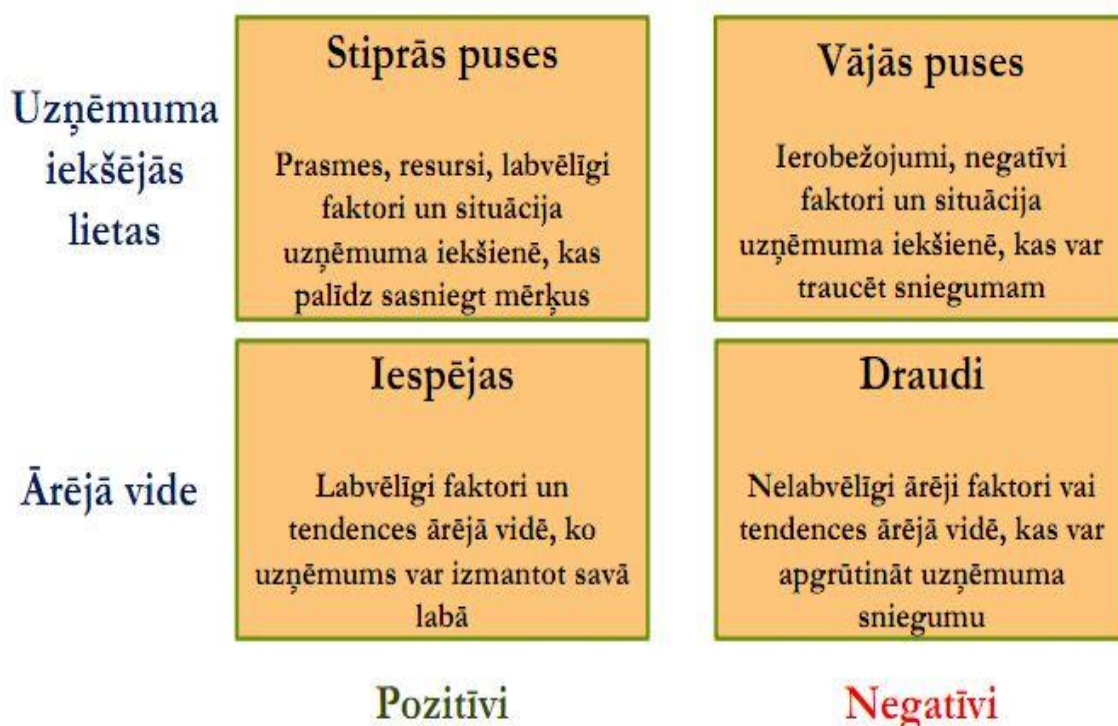 Uzņēmuma
iekšējās
lietas
Stiprās puses
Prasmes, resursi, labvēlīgi
faktori un situācija
uzņēmuma iekšienē, kas
palīdz sasniegt mērķus
Vājās puses
Ierobežojumi, negatīvi
faktori un situācija
uzņēmuma iekšienē, kas var
traucēt sniegumam
Ārējā vide
Iespējas
Labvēlīgi faktori un
tendences ārējā vidē, ko
uzņēmums var izmantot savā
labā
Draudi
Nelabvēlīgi ārēji faktori vai
tendences ārējā vidē, kas var
apgrūtināt uzņēmuma
sniegumu
Pozitīvi
Negatīvi